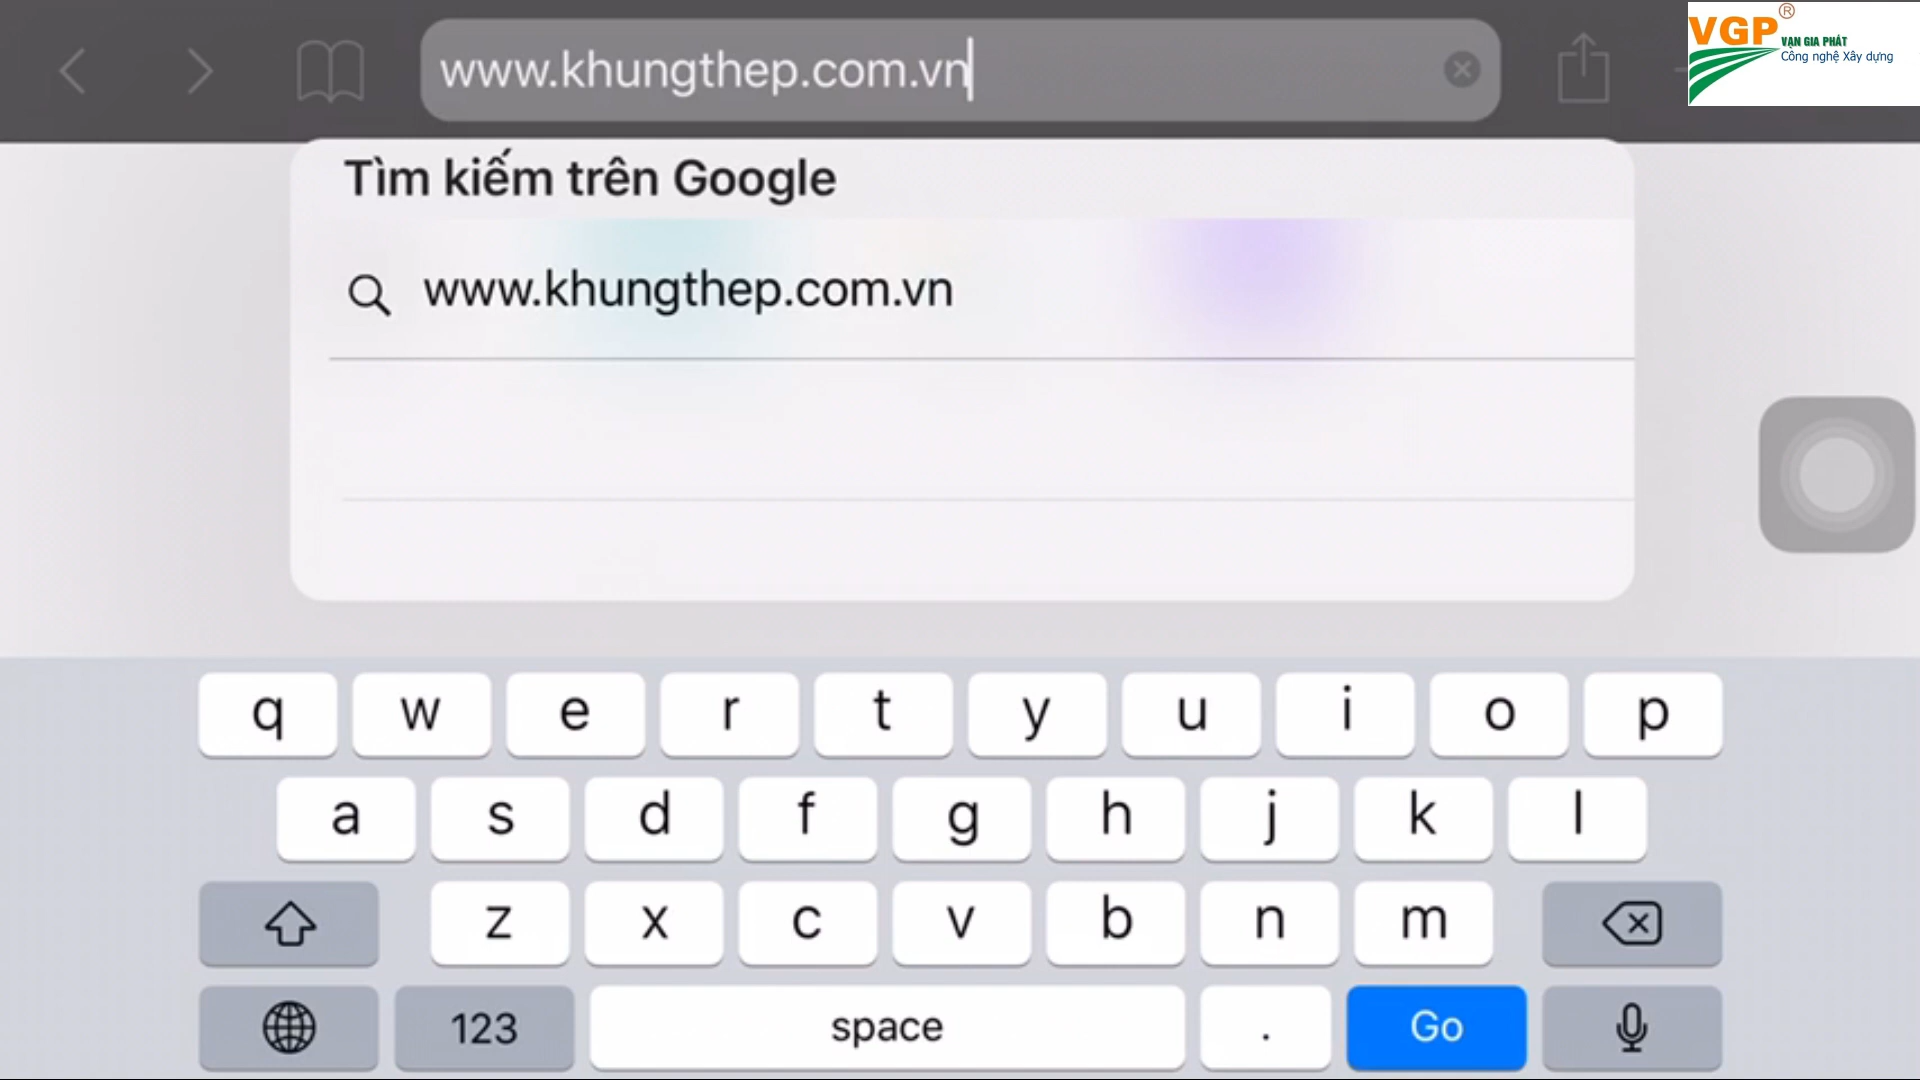 www.khungthep.com.vn
VGP®
VẠN GIA PHÁT
Công nghệ Xây dựng
Tìm kiếm trên Google
www.khungthep.com.vn
q w e r t y u i o p
a s d f g h j k l
z x c v b n m
123 space . Go